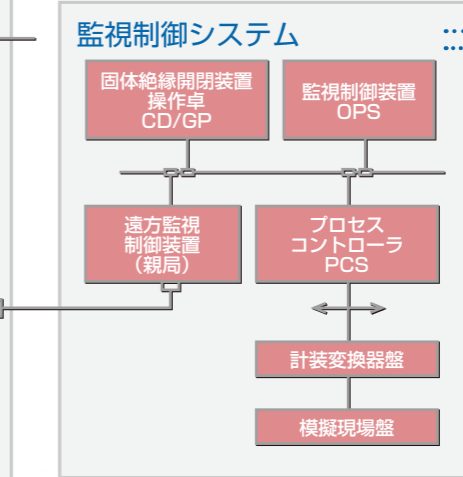 監視制御システム
固体絶縁開閉装置
操作卓
CD/GP
監視制御装置
OPS
遠方監視
制御装置
（親局）
プロセス
コントローラ
PCS
計装変換器盤
模擬現場盤